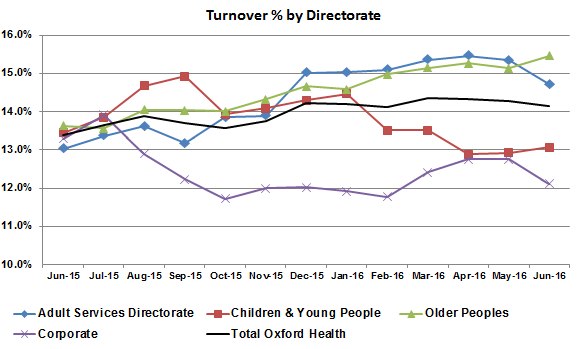 Turnover % by Directorate
16.0%
15.0%
14.0%
13.0%
12.0%
11.0%
10.0%
Jun-15 Jul-15 Aug-15 Sep-15 Oct-15 Nov-15 Dec-15 Jan-16 Feb-16 Mar-16 Apr-16 May-16 Jun-16
Adult Services Directorate Children & Young People Older Peoples
Corporate Total Oxford Health